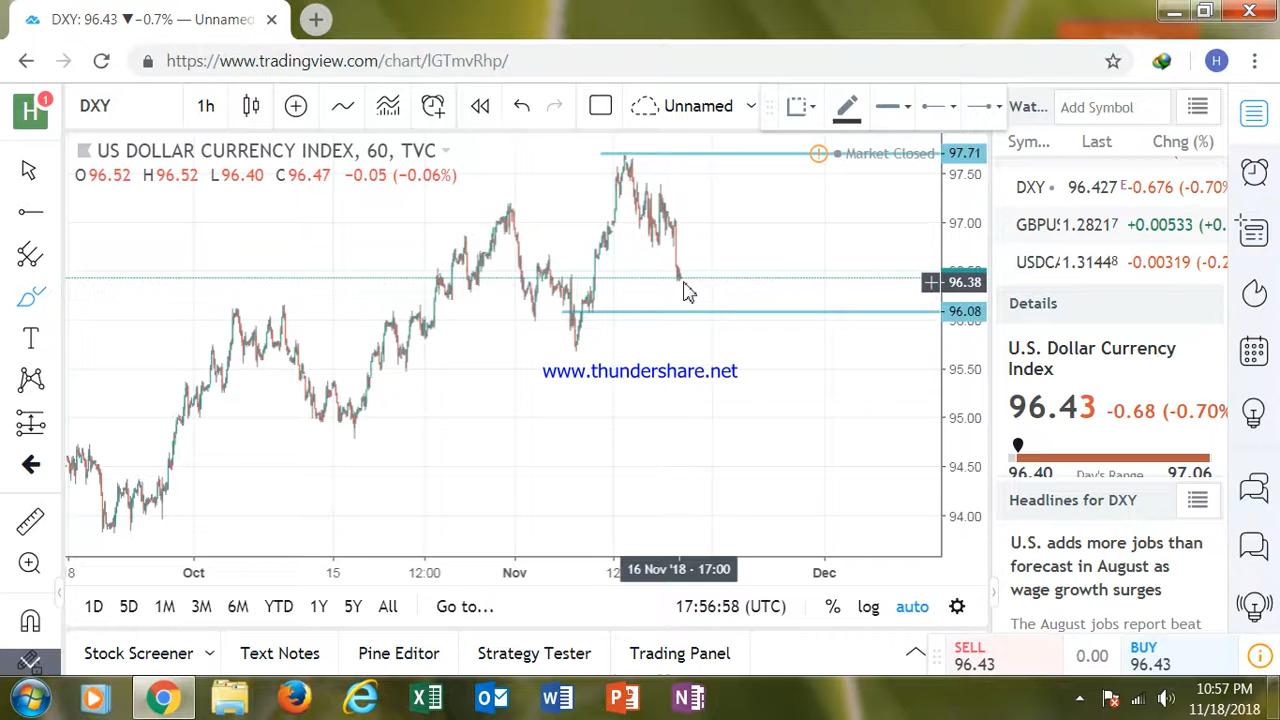 DXY: 96.43 ▼−0.7% — Unnamed
https://www.tradingview.com/chart/lGTmvRhp/
H
H
1
DXY
1h
Unnamed
Wat...
Add Symbol
US DOLLAR CURRENCY INDEX, 60, TVC
O 96.52 H 96.52 L 96.40 C 96.47 −0.05 (−0.06%)
Market Closed
97.71
97.50
97.00
96.38
96.08
95.50
95.00
94.50
94.00
www.thundershare.net
8
Oct
15
12:00
Nov
12
16 Nov '18 - 17:00
Dec
1D 5D 1M 3M 6M YTD 1Y 5Y All Go to...
17:56:58 (UTC)
% log auto
Stock Screener
Text Notes
Pine Editor
Strategy Tester
Trading Panel
Sym... Last Chng (%)
DXY 96.427 E -0.676 (-0.70%
GBPU 1.28217 +0.00533 (+0.
USDCA 1.31448 -0.00319 (-0.2
Details
U.S. Dollar Currency
Index
96.43 -0.68 (-0.70%
96.40 Day's Range 97.06
Headlines for DXY
U.S. adds more jobs than
forecast in August as
wage growth surges
The August jobs report beat
SELL
96.43
0.00
BUY
96.43
10:57 PM
11/18/2018